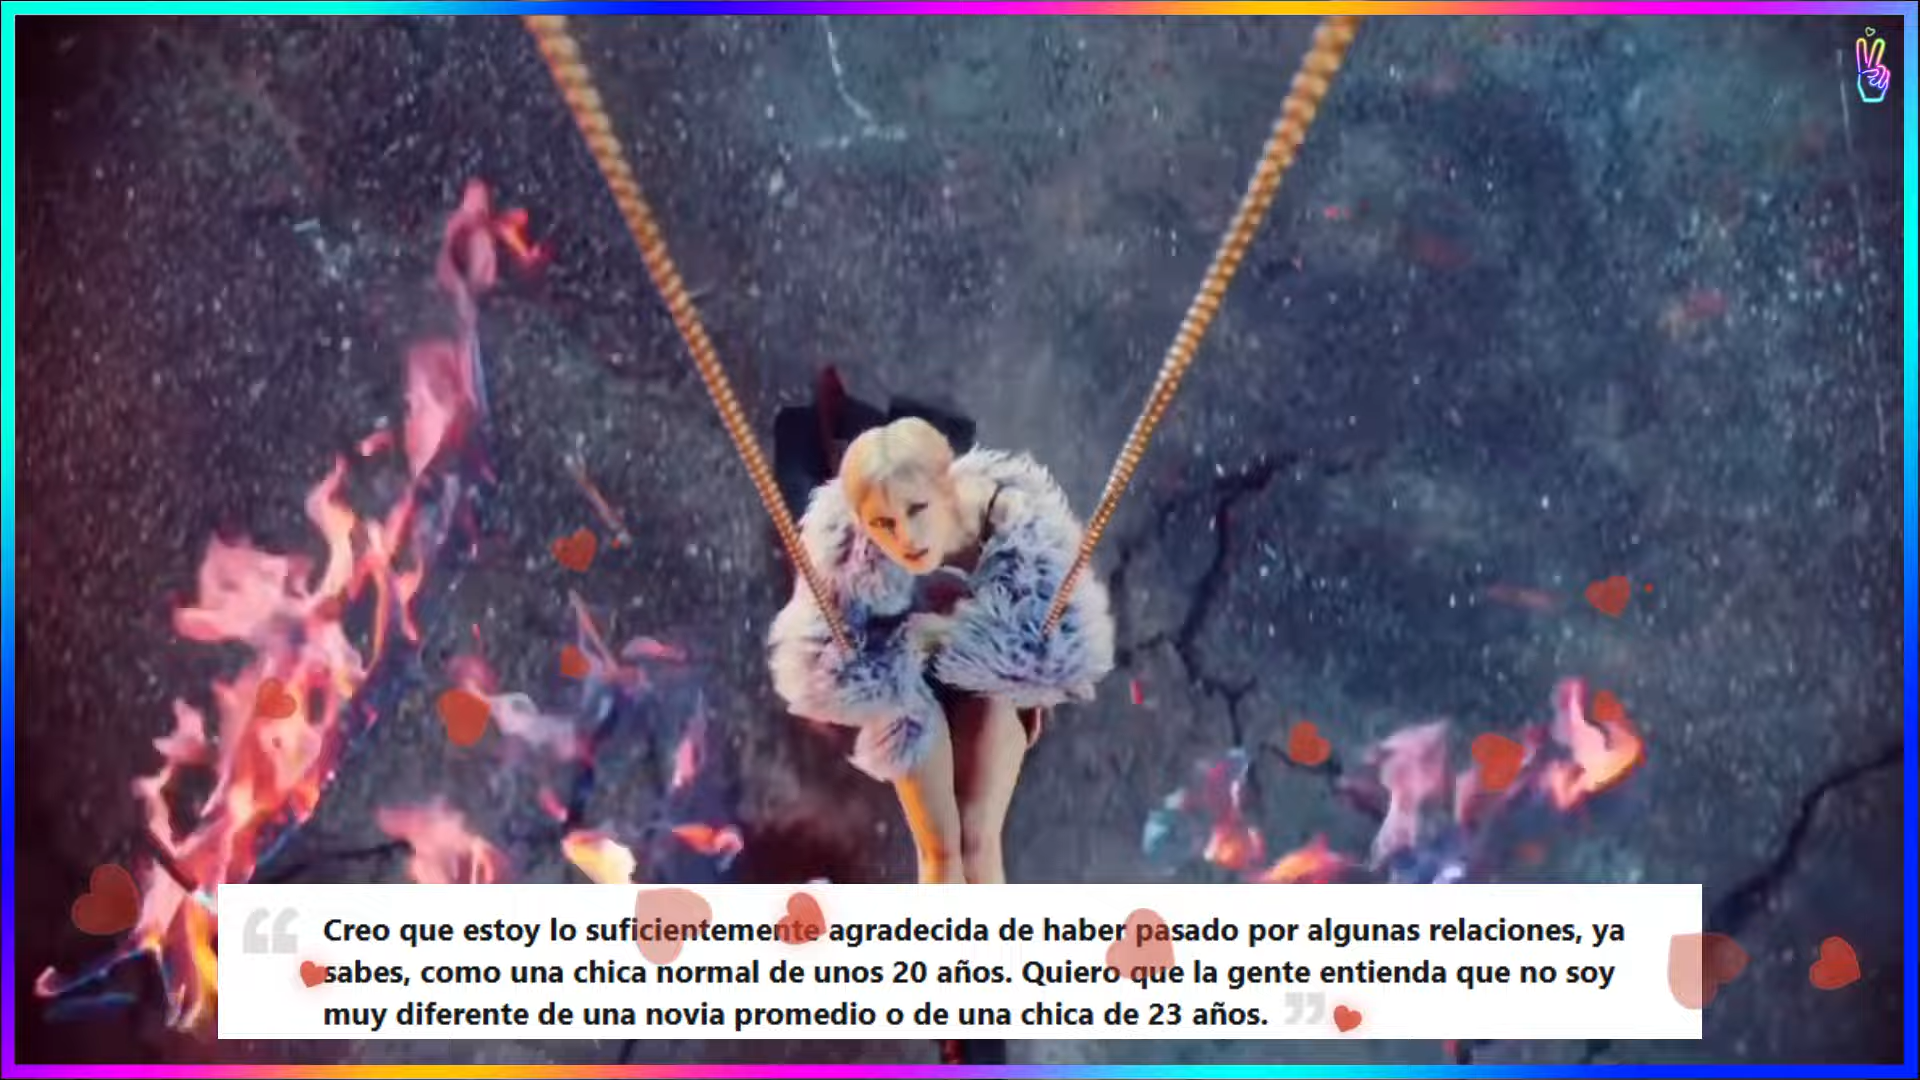 “ Creo que estoy lo suficientemente agradecida de haber pasado por algunas relaciones, ya
sabes, como una chica normal de unos 20 años. Quiero que la gente entienda que no soy
muy diferente de una novia promedio o de una chica de 23 años. ”